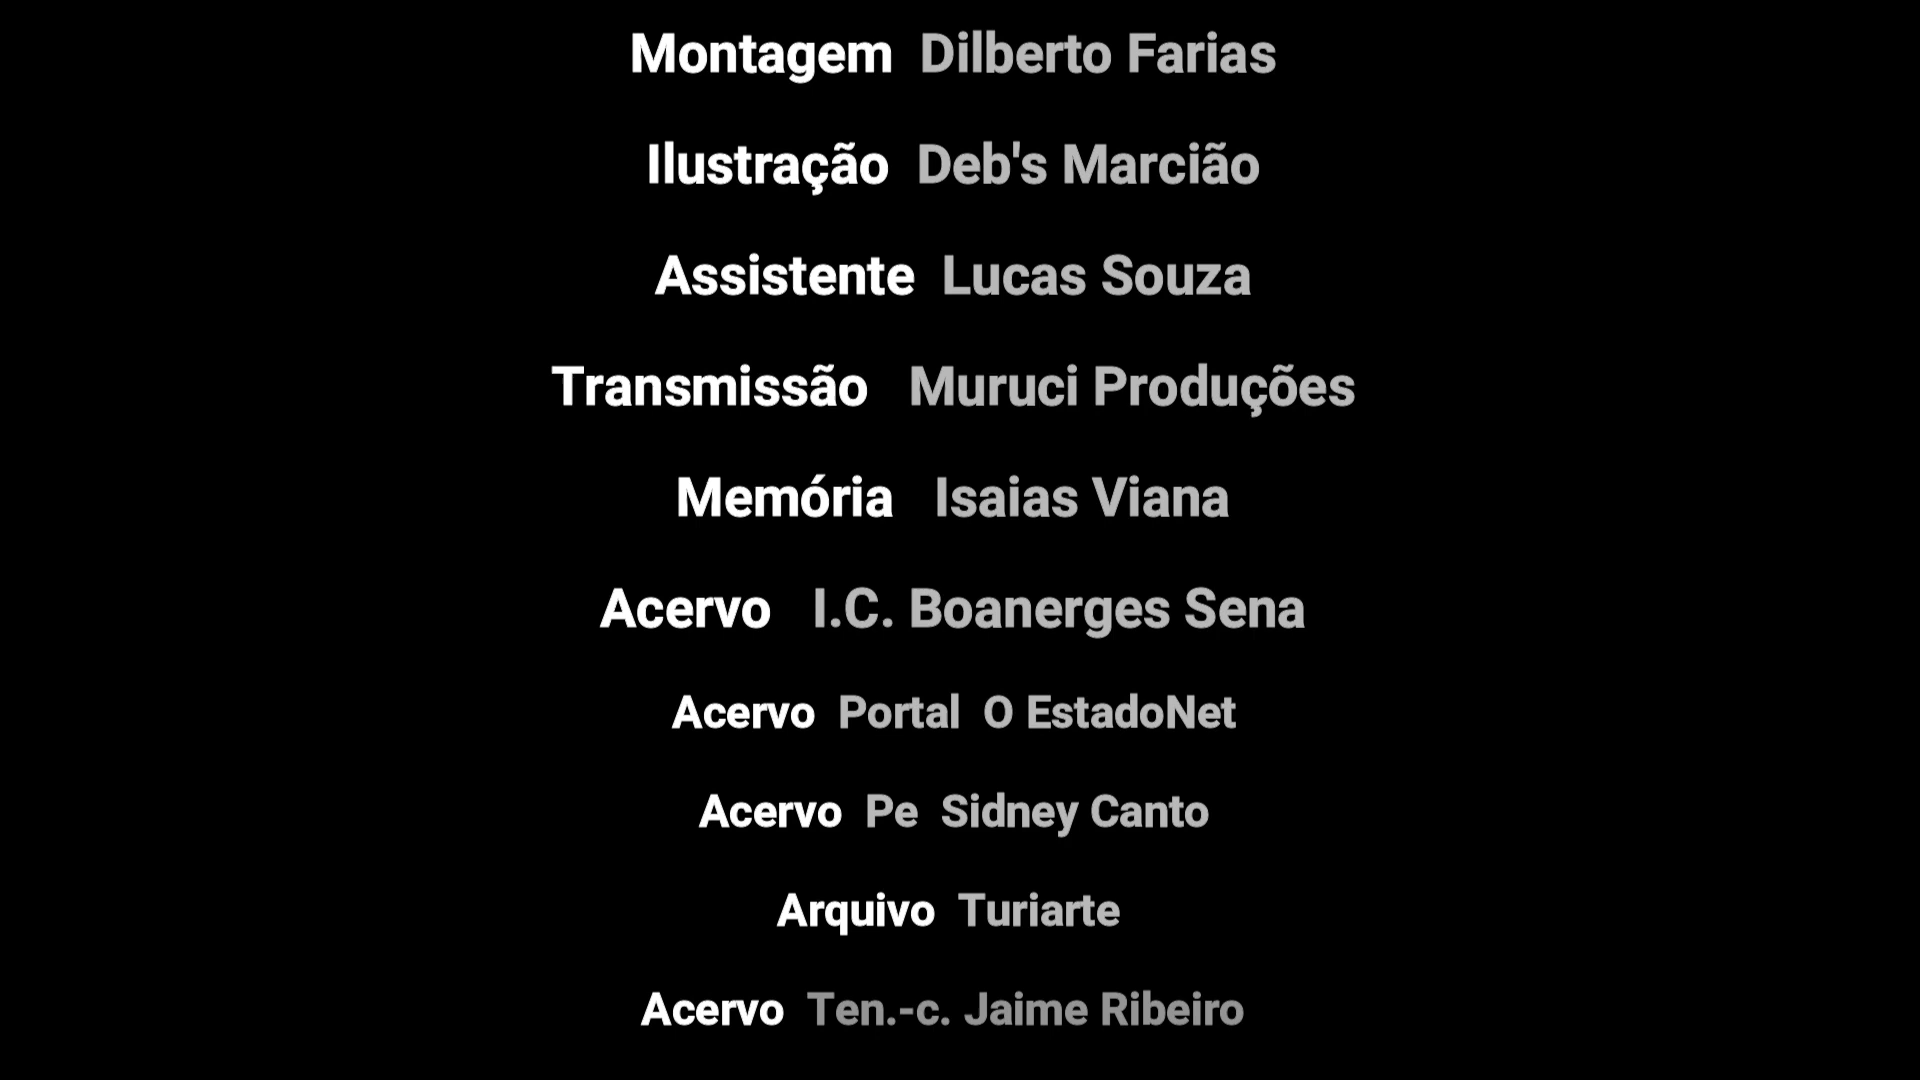 Montagem Dilberto Farias
Ilustração Deb's Marcião
Assistente Lucas Souza
Transmissão Muruci Produções
Memória Isaias Viana
Acervo I.C. Boanerges Sena
Acervo Portal O EstadoNet
Acervo Pe Sidney Canto
Arquivo Turiarte
Acervo Ten.-c. Jaime Ribeiro